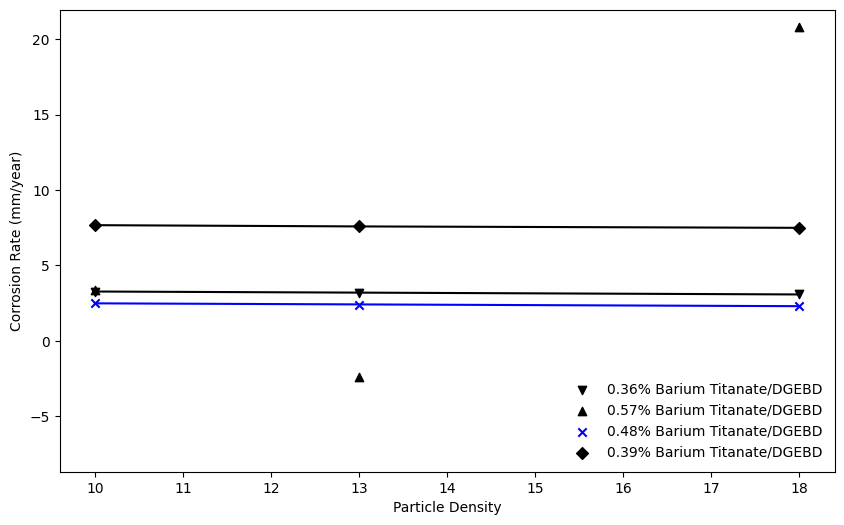 20
15
10
5
0
−5
Corrosion Rate (mm/year)
0.36% Barium Titanate/DGEBD
0.57% Barium Titanate/DGEBD
0.48% Barium Titanate/DGEBD
0.39% Barium Titanate/DGEBD
10 11 12 13 14 15 16 17 18
Particle Density